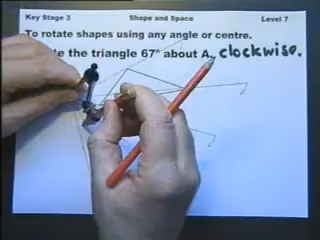 Key Stage 3 Shape and Space Level 7
To rotate shapes using any angle or centre.
the triangle 67° about A, clockwise.